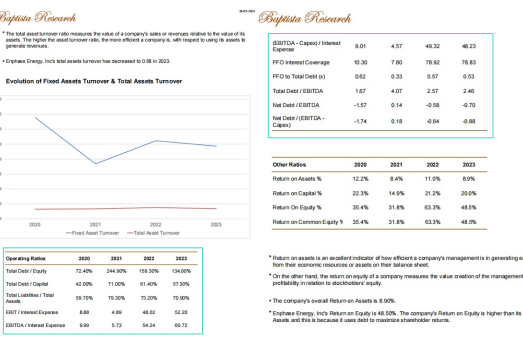 Baptista Research
* The total asset turnover ratio measures the value of a company's sales or revenues relative to the value of its
assets. The higher the asset turnover ratio, the more efficient a company is, with respect to using its assets to
generate revenues.
• Enphase Energy, Inc's total assets turnover has decreased to 0.68 in 2023.
Evolution of Fixed Assets Turnover & Total Assets Turnover
2020 2021 2022 2023
Fixed Asset Turnover Total Asset Turnover
Operating Ratios 2020 2021 2022 2023
Total Debt / Equity 72.40% 244.90% 159.30% 134.00%
Total Debt / Capital 42.00% 71.00% 61.40% 57.30%
Total Liabilities / Total
Assets 59.70% 79.30% 73.20% 70.90%
EBIT / Interest Expense 8.88 4.89 48.02 52.20
EBITDA / Interest Expense 9.89 5.73 54.24 60.72
Baptista Research
(EBITDA - Capex) / Interest
Expense 9.01 4.57 49.32 48.23
FFO Interest Coverage 10.30 7.80 78.92 78.83
FFO to Total Debt (x) 0.62 0.33 0.57 0.53
Total Debt / EBITDA 1.67 4.07 2.57 2.46
Net Debt / EBITDA -1.57 0.14 -0.58 -0.70
Net Debt / (EBITDA -
Capex) -1.74 0.18 -0.64 -0.88
Other Ratios 2020 2021 2022 2023
Return on Assets % 12.2% 8.4% 11.0% 8.9%
Return on Capital % 22.3% 14.9% 21.2% 20.0%
Return On Equity % 35.4% 31.8% 63.3% 48.5%
Return on Common Equity % 35.4% 31.8% 63.3% 48.5%
* Return on assets is an excellent indicator of how efficient a company's management is in generating
from their economic resources or assets on their balance sheet.
* On the other hand, the return on equity of a company measures the value creation of the management
profitability in relation to stockholders' equity.
• The company's overall Return on Assets is 8.90%.
* Enphase Energy, Inc's Return on Equity is 48.50%. The company's Return on Equity is higher than its
Assets and this is because it uses debt to maximize shareholder returns.